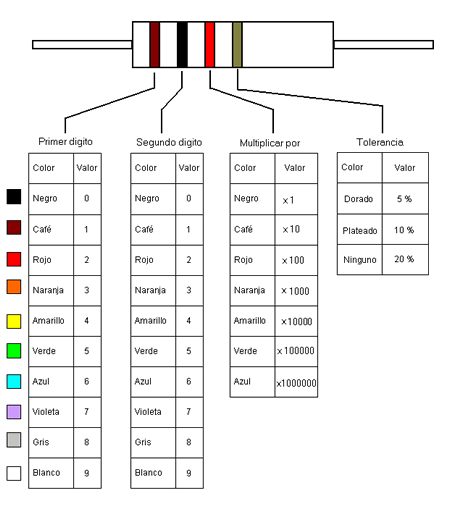 Primer digito
Segundo digito
Multiplicar por
Tolerancia
Color Valor
Negro 0
Café 1
Rojo 2
Naranja 3
Amarillo 4
Verde 5
Azul 6
Violeta 7
Gris 8
Blanco 9
Color Valor
Negro 0
Café 1
Rojo 2
Naranja 3
Amarillo 4
Verde 5
Azul 6
Violeta 7
Gris 8
Blanco 9
Color Valor
Negro x1
Café x10
Rojo x100
Naranja x1000
Amarillo x10000
Verde x100000
Azul x1000000
Color Valor
Dorado 5 %
Plateado 10 %
Ninguno 20 %